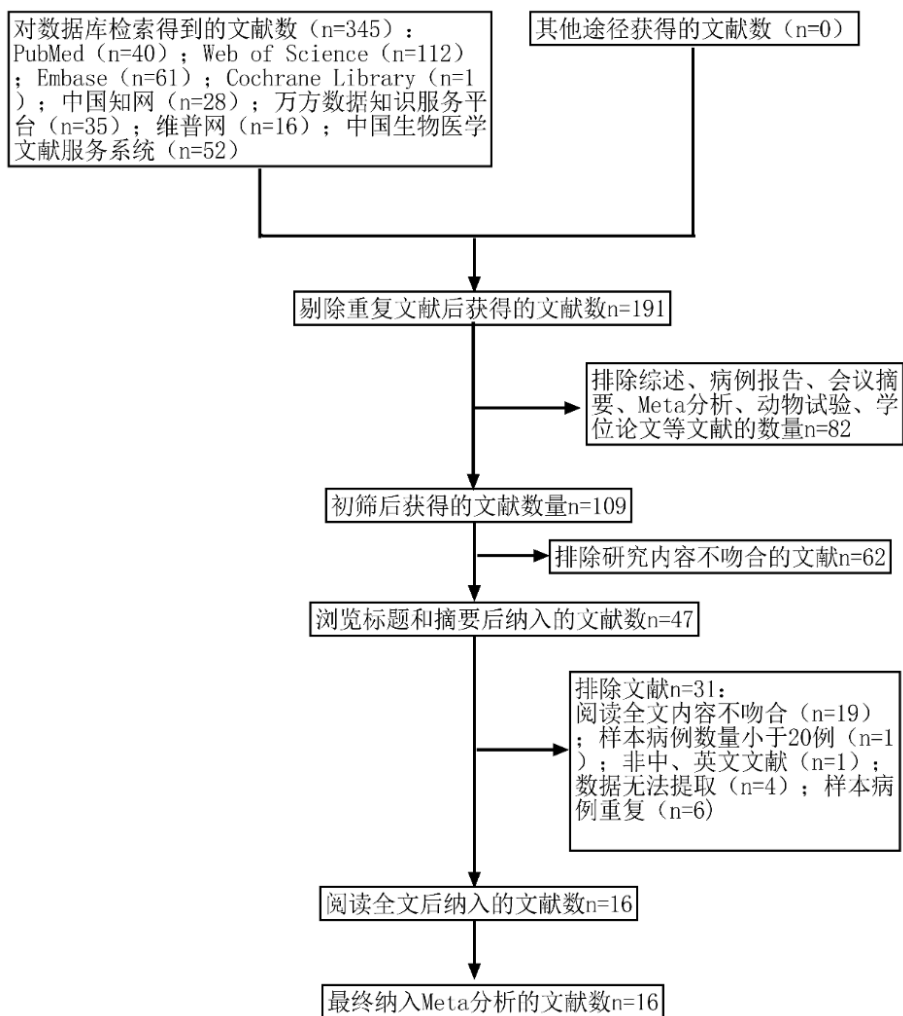 对数据库检索得到的文献数（n=345）：
PubMed（n=40）；Web of Science（n=112）
；Embase（n=61）；Cochrane Library（n=1
）；中国知网（n=28）；万方数据知识服务平
台（n=35）；维普网（n=16）；中国生物医学
文献服务系统（n=52）
其他途径获得的文献数（n=0）
剔除重复文献后获得的文献数n=191
排除综述、病例报告、会议摘
要、Meta分析、动物试验、学
位论文等文献的数量n=82
初筛后获得的文献数量n=109
排除研究内容不吻合的文献n=62
浏览标题和摘要后纳入的文献数n=47
排除文献n=31：
阅读全文内容不吻合（n=19）
；样本病例数量小于20例（n=1
）；非中、英文文献（n=1）；
数据无法提取（n=4）；样本病
例重复（n=6）
阅读全文后纳入的文献数n=16
最终纳入Meta分析的文献数n=16